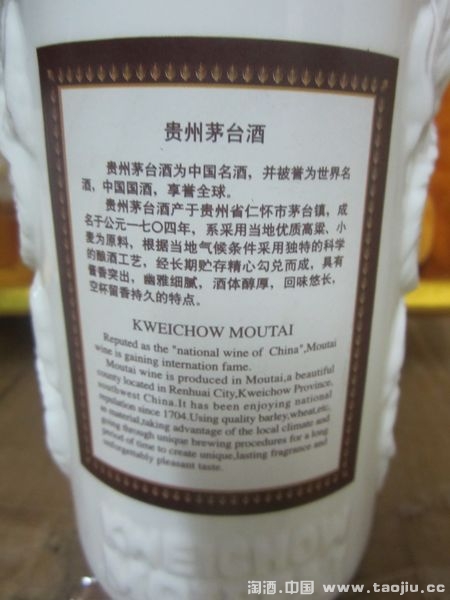 贵州茅台酒
贵州茅台酒为中国名酒，并被誉为世界名
酒，中国国酒，享誉全球。
贵州茅台酒产于贵州省仁怀市茅台镇，成
名于公元一七〇四年，系采用当地优质高粱、小
麦为原料，根据当地气候条件采用独特的科学
的酿酒工艺，经长期贮存精心勾兑而成，具有
酱香突出，幽雅细腻，酒体醇厚，回味悠长，
空杯留香持久的特点。
KWEICHOW MOUTAI
Reputed as the "national wine of China",Moutai
wine is gaining internation fame.
Moutai wine is produced in Moutai,a beautiful
county located in Renhuai City,Kweichow Province,
southwest China.It has been enjoying national
reputation since 1704.Using quality barley,wheat,etc,
as material,taking advantage of the local climate and
going through unique brewing procedures for a long
period of time to create unique,lasting fragrance and
unforgettably pleasant taste.
KWEICHOW
淘酒.中国 www.taojiu.cc